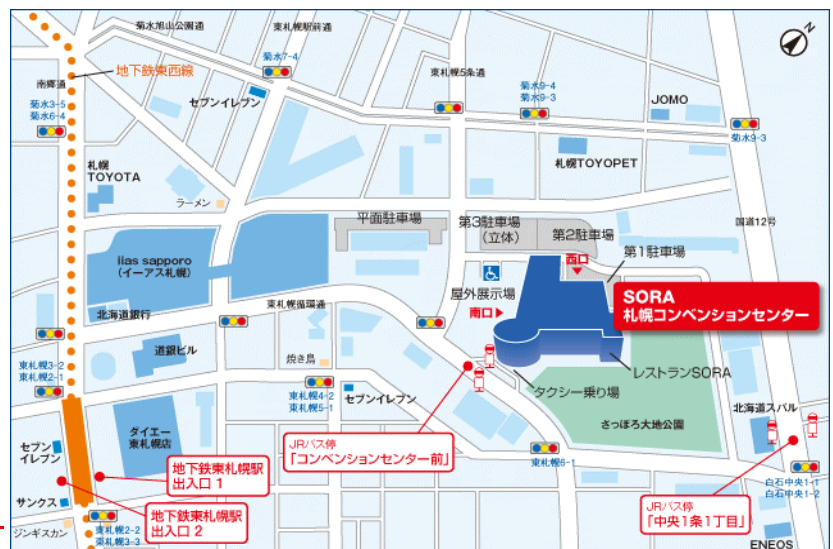 菊水旭山公園通
東札幌駅前通
N
菊水7-4
地下鉄東西線
東札幌5条通
南郷通
菊水3-5
菊水6-4
セブンイレブン
菊水9-4
菊水9-3
JOMO
菊水9-3
札幌
TOYOTA
札幌TOYOPET
ラーメン
平面駐車場
第3駐車場
(立体)
第2駐車場
国道12号
第1駐車場
iias sapporo
(イーアス札幌)
西口
屋外展示場
SORA
札幌コンベンションセンター
北海道銀行
東札幌循環通
南口
道銀ビル
焼き鳥
東札幌3-2
東札幌2-1
レストランSORA
タクシー乗り場
東札幌4-2
東札幌5-1
セブンイレブン
北海道スバル
さっぽろ大地公園
ダイエー
東札幌店
セブン
イレブン
JRバス停
「コンベンションセンター前」
東札幌6-1
地下鉄東札幌駅
出入口1
白石中央1-1
白石中央1-2
サンクス
地下鉄東札幌駅
出入口2
JRバス停
「中央1条1丁目」
ジンギスカン
東札幌2-2
東札幌3-3
ENEOS